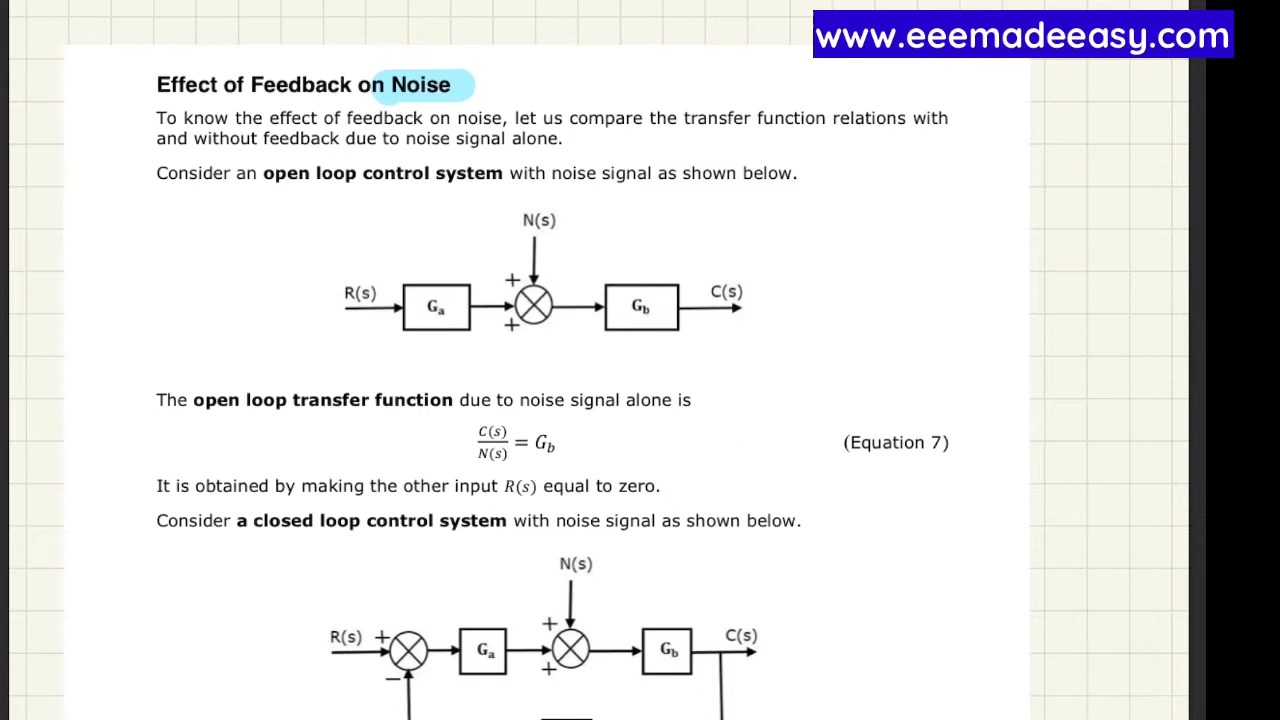 www.eeemadeeasy.com
Effect of Feedback on Noise
To know the effect of feedback on noise, let us compare the transfer function relations with
and without feedback due to noise signal alone.
Consider an open loop control system with noise signal as shown below.
N(s)
R(s) Ga + + Gb C(s)
The open loop transfer function due to noise signal alone is
C(s)/N(s) = Gb (Equation 7)
It is obtained by making the other input R(s) equal to zero.
Consider a closed loop control system with noise signal as shown below.
N(s)
R(s) + − Ga + + Gb C(s)